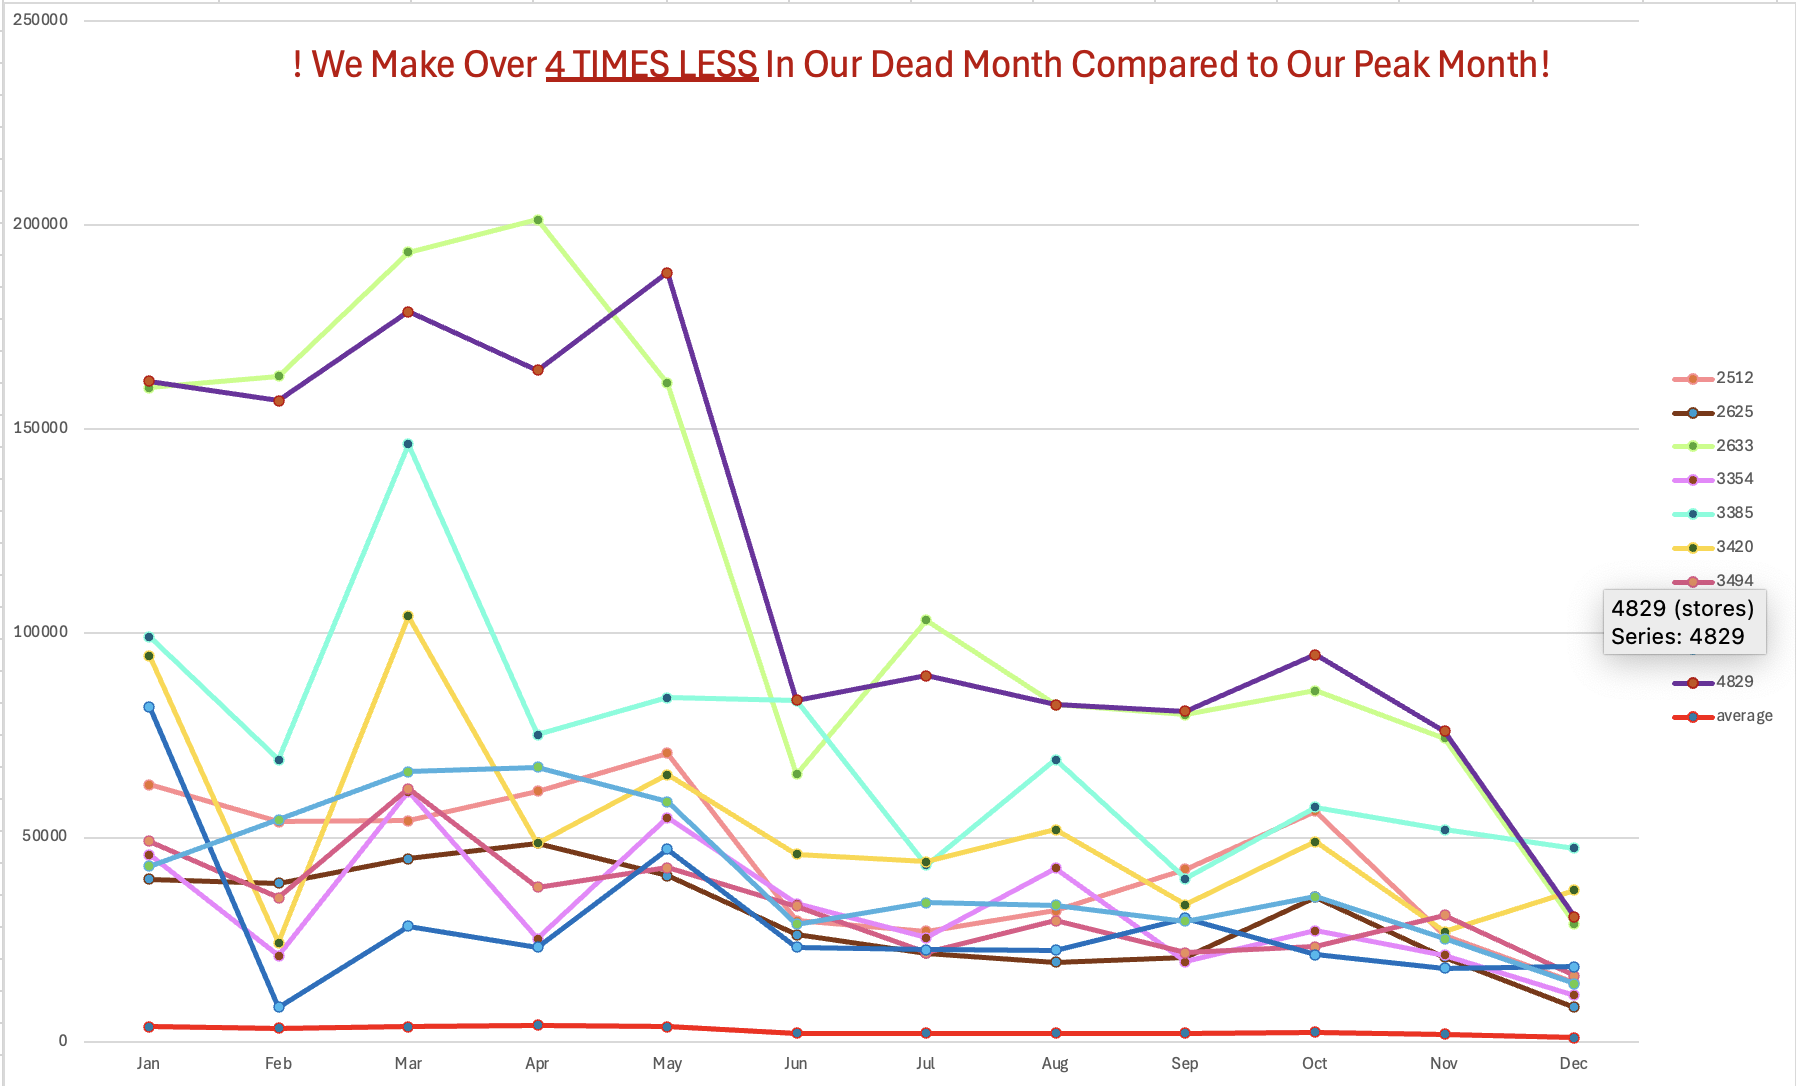 250000
! We Make Over 4 TIMES LESS In Our Dead Month Compared to Our Peak Month!
200000
150000
100000
50000
0
Jan Feb Mar Apr May Jun Jul Aug Sep Oct Nov Dec
2512
2625
2633
3354
3385
3420
3494
4829 (stores)
Series: 4829
4829
average